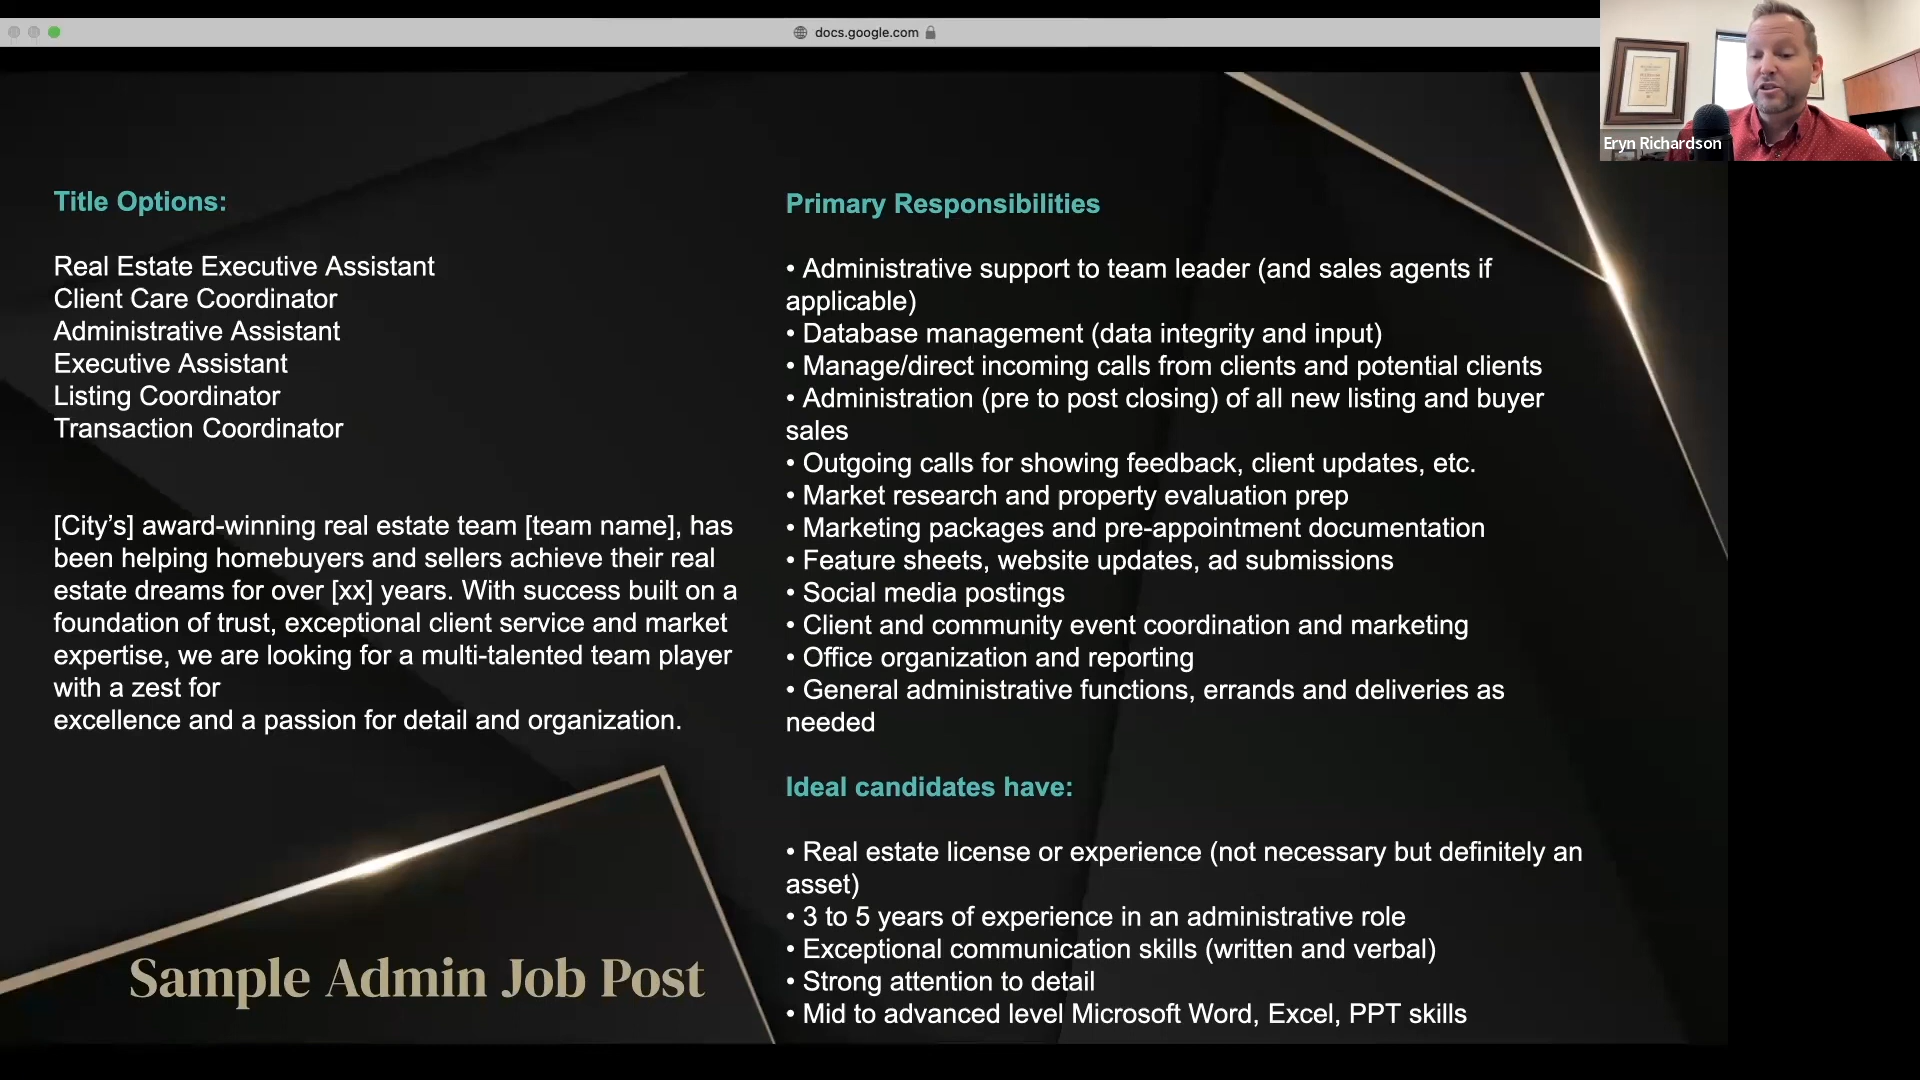 docs.google.com
Eryn Richardson
Title Options:
Real Estate Executive Assistant
Client Care Coordinator
Administrative Assistant
Executive Assistant
Listing Coordinator
Transaction Coordinator
[City’s] award-winning real estate team [team name], has
been helping homebuyers and sellers achieve their real
estate dreams for over [xx] years. With success built on a
foundation of trust, exceptional client service and market
expertise, we are looking for a multi-talented team player
with a zest for
excellence and a passion for detail and organization.
Sample Admin Job Post
Primary Responsibilities
• Administrative support to team leader (and sales agents if
applicable)
• Database management (data integrity and input)
• Manage/direct incoming calls from clients and potential clients
• Administration (pre to post closing) of all new listing and buyer
sales
• Outgoing calls for showing feedback, client updates, etc.
• Market research and property evaluation prep
• Marketing packages and pre-appointment documentation
• Feature sheets, website updates, ad submissions
• Social media postings
• Client and community event coordination and marketing
• Office organization and reporting
• General administrative functions, errands and deliveries as
needed
Ideal candidates have:
• Real estate license or experience (not necessary but definitely an
asset)
• 3 to 5 years of experience in an administrative role
• Exceptional communication skills (written and verbal)
• Strong attention to detail
• Mid to advanced level Microsoft Word, Excel, PPT skills